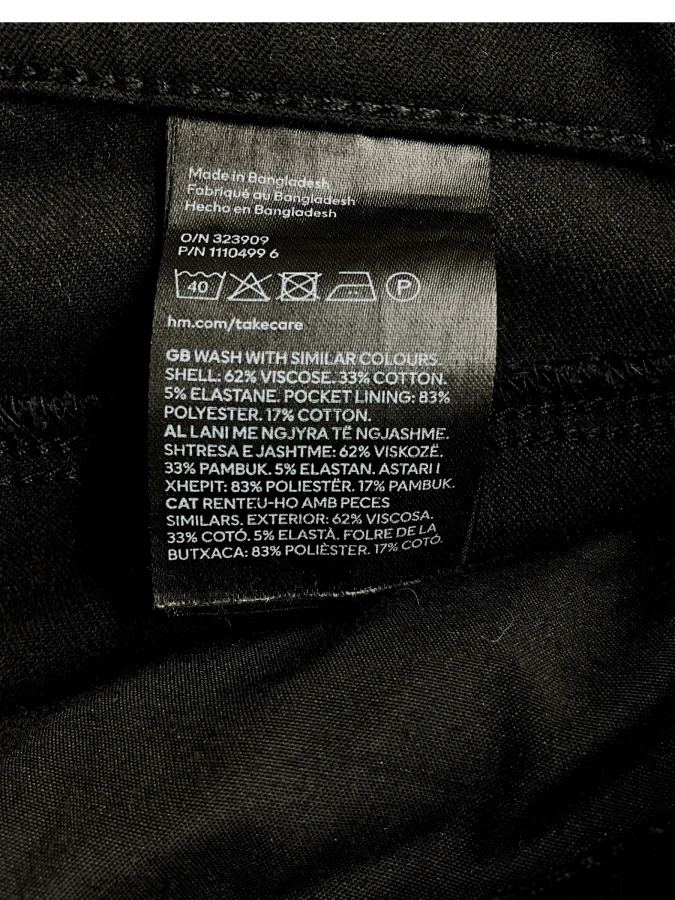 Made in Bangladesh
Fabriqué au Bangladesh
Hecho en Bangladesh
O/N 323909
P/N 1110499 6
40 P
hm.com/takecare
GB WASH WITH SIMILAR COLOURS.
SHELL: 62% VISCOSE. 33% COTTON.
5% ELASTANE. POCKET LINING: 83%
POLYESTER. 17% COTTON.
AL LANI ME NGJYRA TË NGJASHME.
SHTRESA E JASHTME: 62% VISKOZË.
33% PAMBUK. 5% ELASTAN. ASTARI I
XHEPIT: 83% POLIESTËR. 17% PAMBUK.
CAT RENTEU-HO AMB PECES
SIMILARS. EXTERIOR: 62% VISCOSA.
33% COTÓ. 5% ELASTÀ. FOLRE DE LA
BUTXACA: 83% POLIÈSTER. 17% COTÓ.